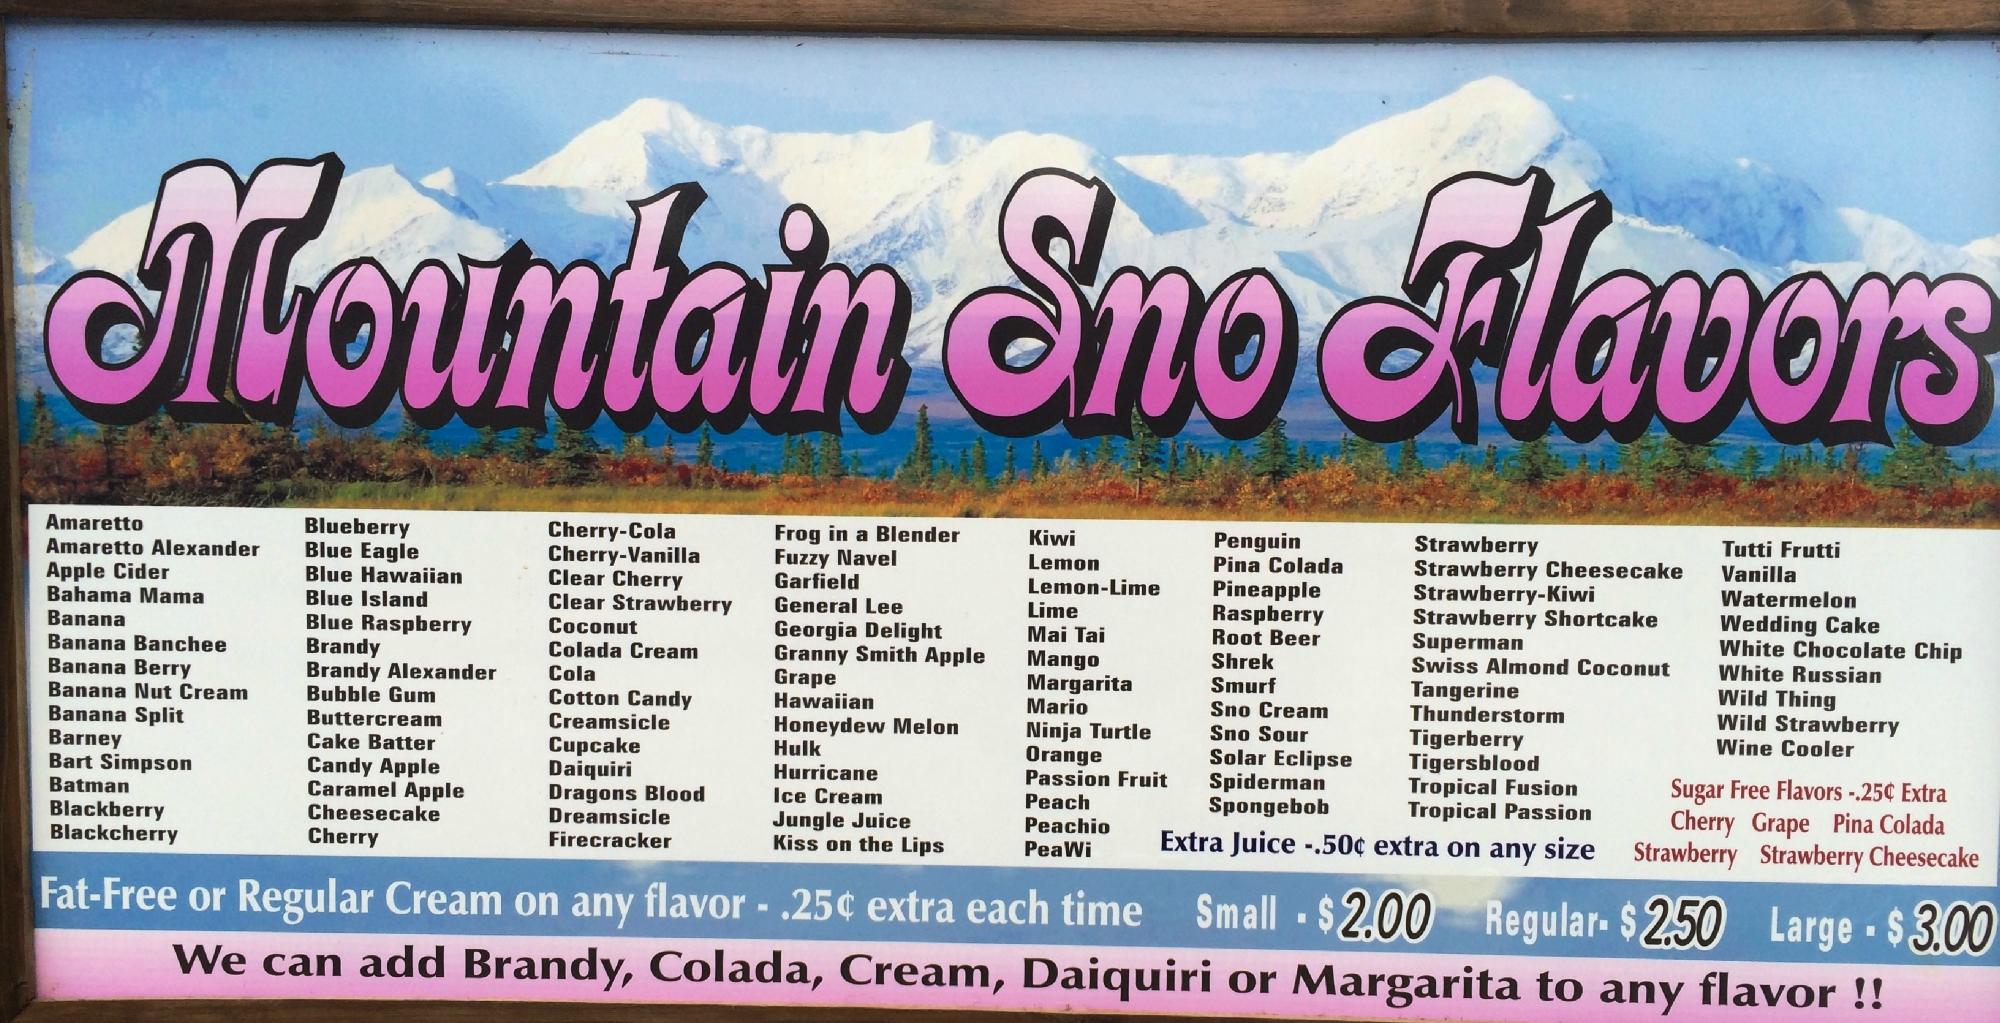 Mountain Sno Flavors
Amaretto
Amaretto Alexander
Apple Cider
Bahama Mama
Banana
Banana Banchee
Banana Berry
Banana Nut Cream
Banana Split
Barney
Bart Simpson
Batman
Blackberry
Blackcherry
Blueberry
Blue Eagle
Blue Hawaiian
Blue Island
Blue Raspberry
Brandy
Brandy Alexander
Bubble Gum
Buttercream
Cake Batter
Candy Apple
Caramel Apple
Cheesecake
Cherry
Cherry-Cola
Cherry-Vanilla
Clear Cherry
Clear Strawberry
Coconut
Colada Cream
Cola
Cotton Candy
Creamsicle
Cupcake
Daiquiri
Dragons Blood
Dreamsicle
Firecracker
Frog in a Blender
Fuzzy Navel
Garfield
General Lee
Georgia Delight
Granny Smith Apple
Grape
Hawaiian
Honeydew Melon
Hulk
Hurricane
Ice Cream
Jungle Juice
Kiss on the Lips
Kiwi
Lemon
Lemon-Lime
Lime
Mai Tai
Mango
Margarita
Mario
Ninja Turtle
Orange
Passion Fruit
Peach
Peachio
PeaWi
Penguin
Pina Colada
Pineapple
Raspberry
Root Beer
Shrek
Smurf
Sno Cream
Sno Sour
Solar Eclipse
Spiderman
Spongebob
Strawberry
Strawberry Cheesecake
Strawberry-Kiwi
Strawberry Shortcake
Superman
Swiss Almond Coconut
Tangerine
Thunderstorm
Tigerberry
Tigersblood
Tropical Fusion
Tropical Passion
Tutti Frutti
Vanilla
Watermelon
Wedding Cake
White Chocolate Chip
White Russian
Wild Thing
Wild Strawberry
Wine Cooler
Extra Juice -.50¢ extra on any size
Sugar Free Flavors -.25¢ Extra
Cherry Grape Pina Colada
Strawberry Strawberry Cheesecake
Fat-Free or Regular Cream on any flavor - .25¢ extra each time Small - $2.00 Regular- $2.50 Large - $3.00
We can add Brandy, Colada, Cream, Daiquiri or Margarita to any flavor !!